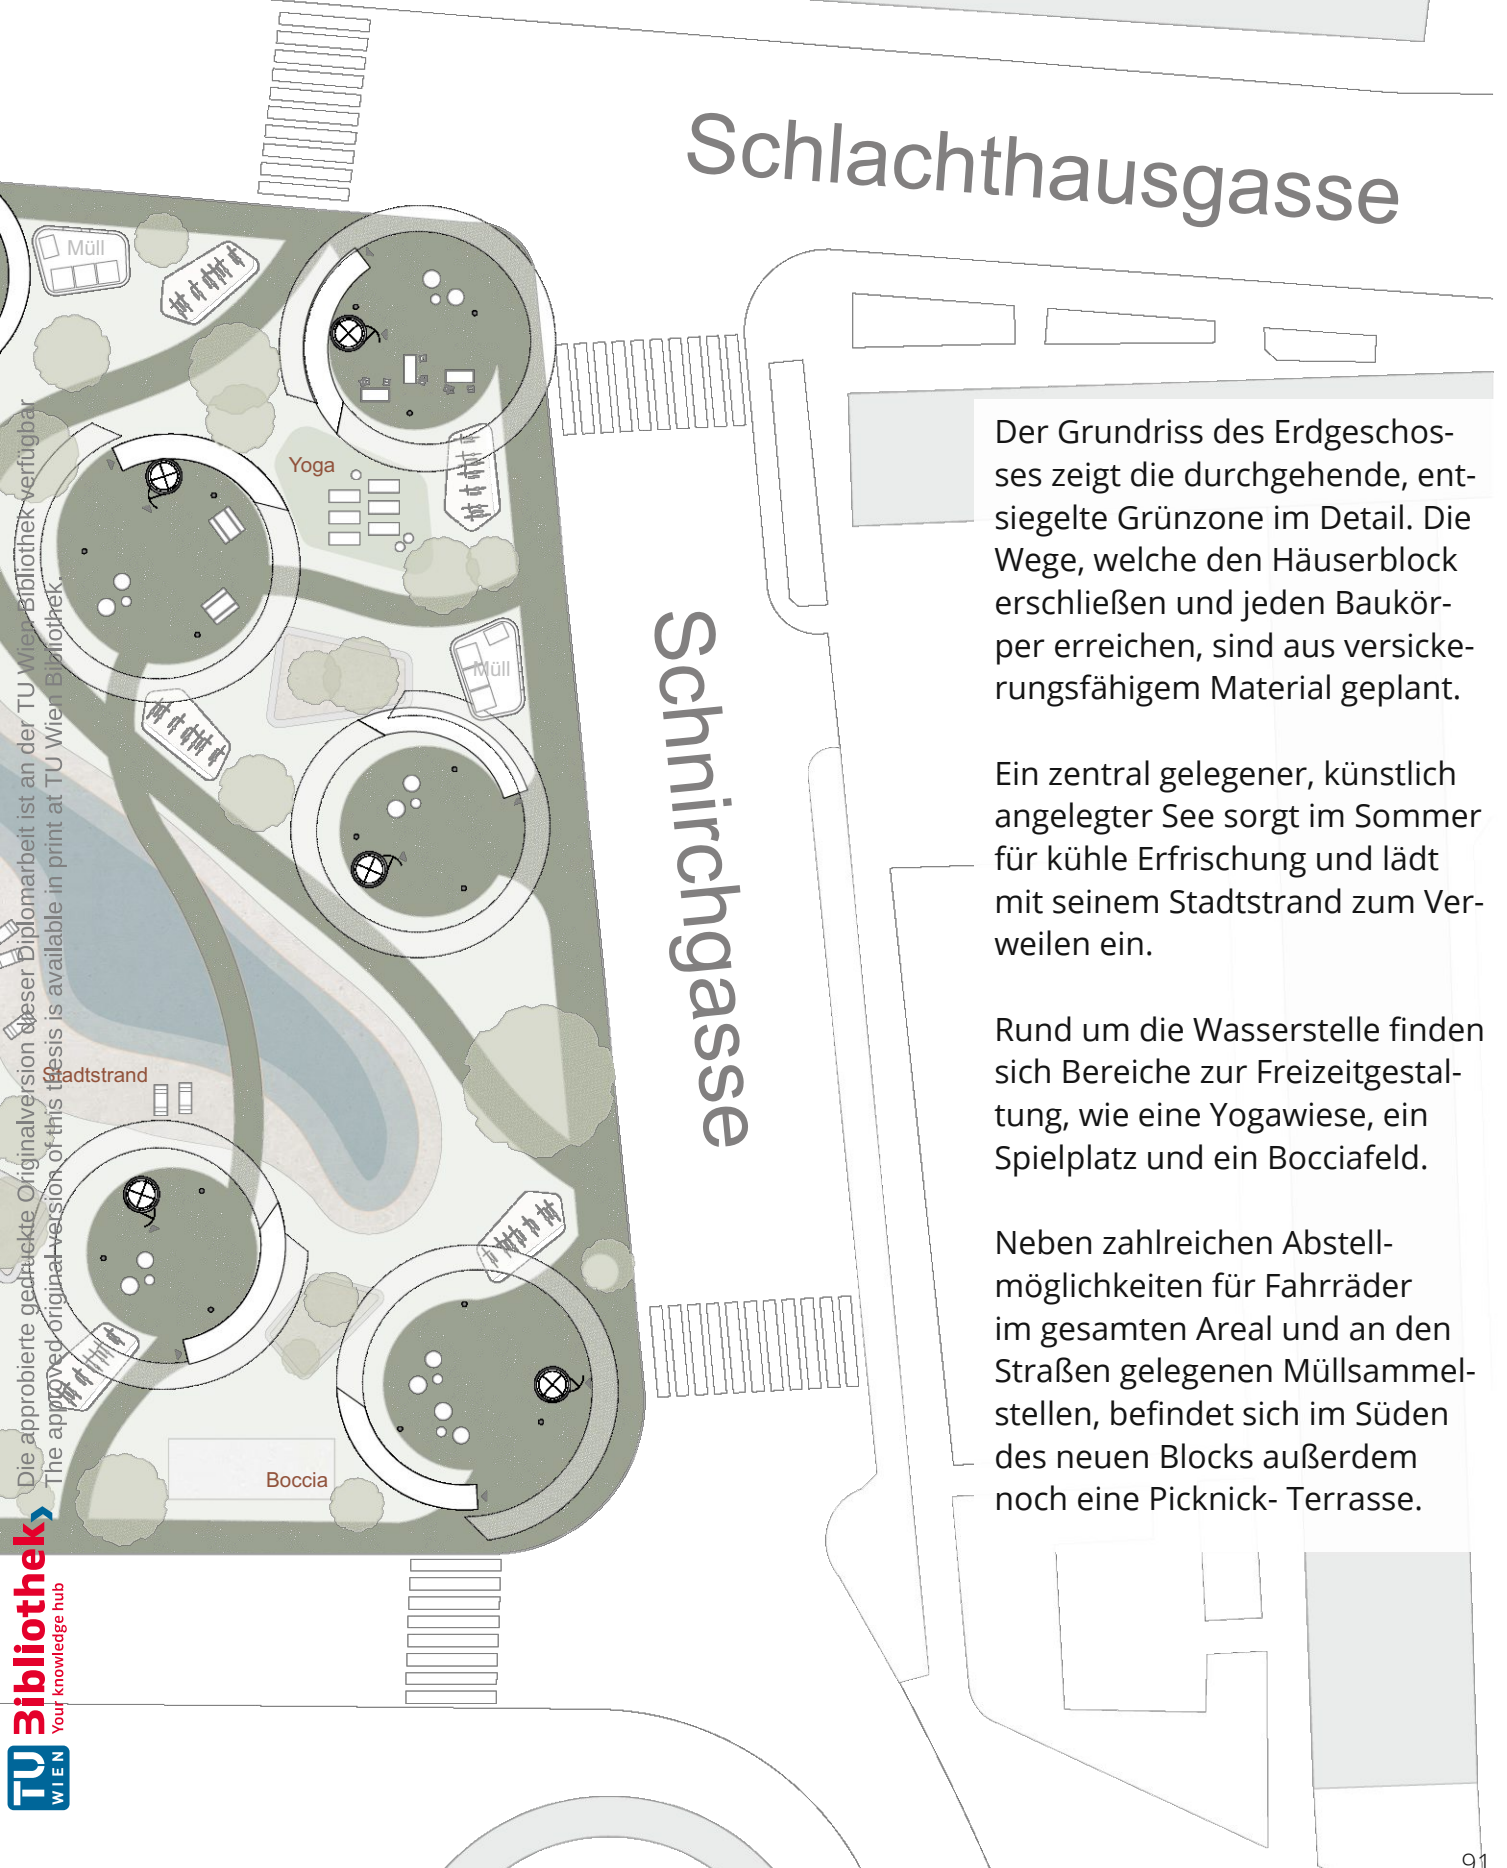 Schlachthausgasse
Müll
Yoga
Müll
Schnirchgasse
Stadtstrand
Boccia
Der Grundriss des Erdgeschos-
ses zeigt die durchgehende, ent-
siegelte Grünzone im Detail. Die
Wege, welche den Häuserblock
erschließen und jeden Baukör-
per erreichen, sind aus versicke-
rungsfähigem Material geplant.
Ein zentral gelegener, künstlich
angelegter See sorgt im Sommer
für kühle Erfrischung und lädt
mit seinem Stadtstrand zum Ver-
weilen ein.
Rund um die Wasserstelle finden
sich Bereiche zur Freizeitgestal-
tung, wie eine Yogawiese, ein
Spielplatz und ein Bocciafeld.
Neben zahlreichen Abstell-
möglichkeiten für Fahrräder
im gesamten Areal und an den
Straßen gelegenen Müllsammel-
stellen, befindet sich im Süden
des neuen Blocks außerdem
noch eine Picknick- Terrasse.
Die approbierte gedruckte Originalversion dieser Diplomarbeit ist an der TU Wien Bibliothek verfügbar
The approved original version of this thesis is available in print at TU Wien Bibliothek.
Bibliothek
Your knowledge hub
TU
WIEN
91